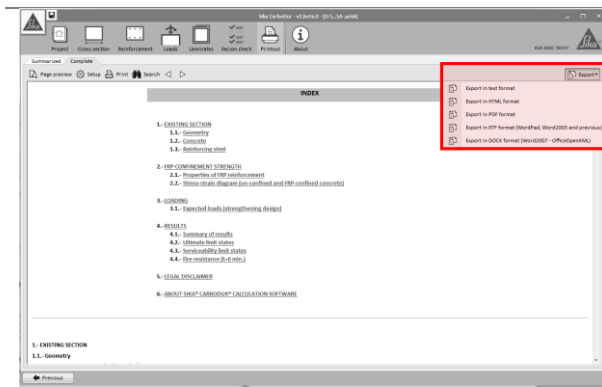 Sika CarboDur - v1.beta.0 - [D:\...\4-.axisk]
Project Cross section Reinforcement Loads Laminates Section check Printout About
BUILDING TRUST
Summarized Complete
Page preview Setup Print Search Export
Export in text format
Export in HTML format
Export in PDF format
Export in RTF format (WordPad, Word2003 and previous)
Export in DOCX format (Word2007 - OfficeOpenXML)
INDEX
1.- EXISTING SECTION
1.1.- Geometry
1.2.- Concrete
1.3.- Reinforcing steel
2.- FRP CONFINEMENT STRENGTH
2.1.- Properties of FRP reinforcement
2.2.- Stress-strain diagram (un-confined and FRP confined concrete)
3.- LOADING
3.1.- Expected loads (strengthening design)
4.- RESULTS
4.1.- Summary of results
4.2.- Ultimate limit states
4.3.- Serviceability limit states
4.4.- Fire resistance (t=0 min.)
5.- LEGAL DISCLAIMER
6.- ABOUT SIKA® CARBODUR® CALCULATION SOFTWARE
1.- EXISTING SECTION
1.1.- Geometry
Previous